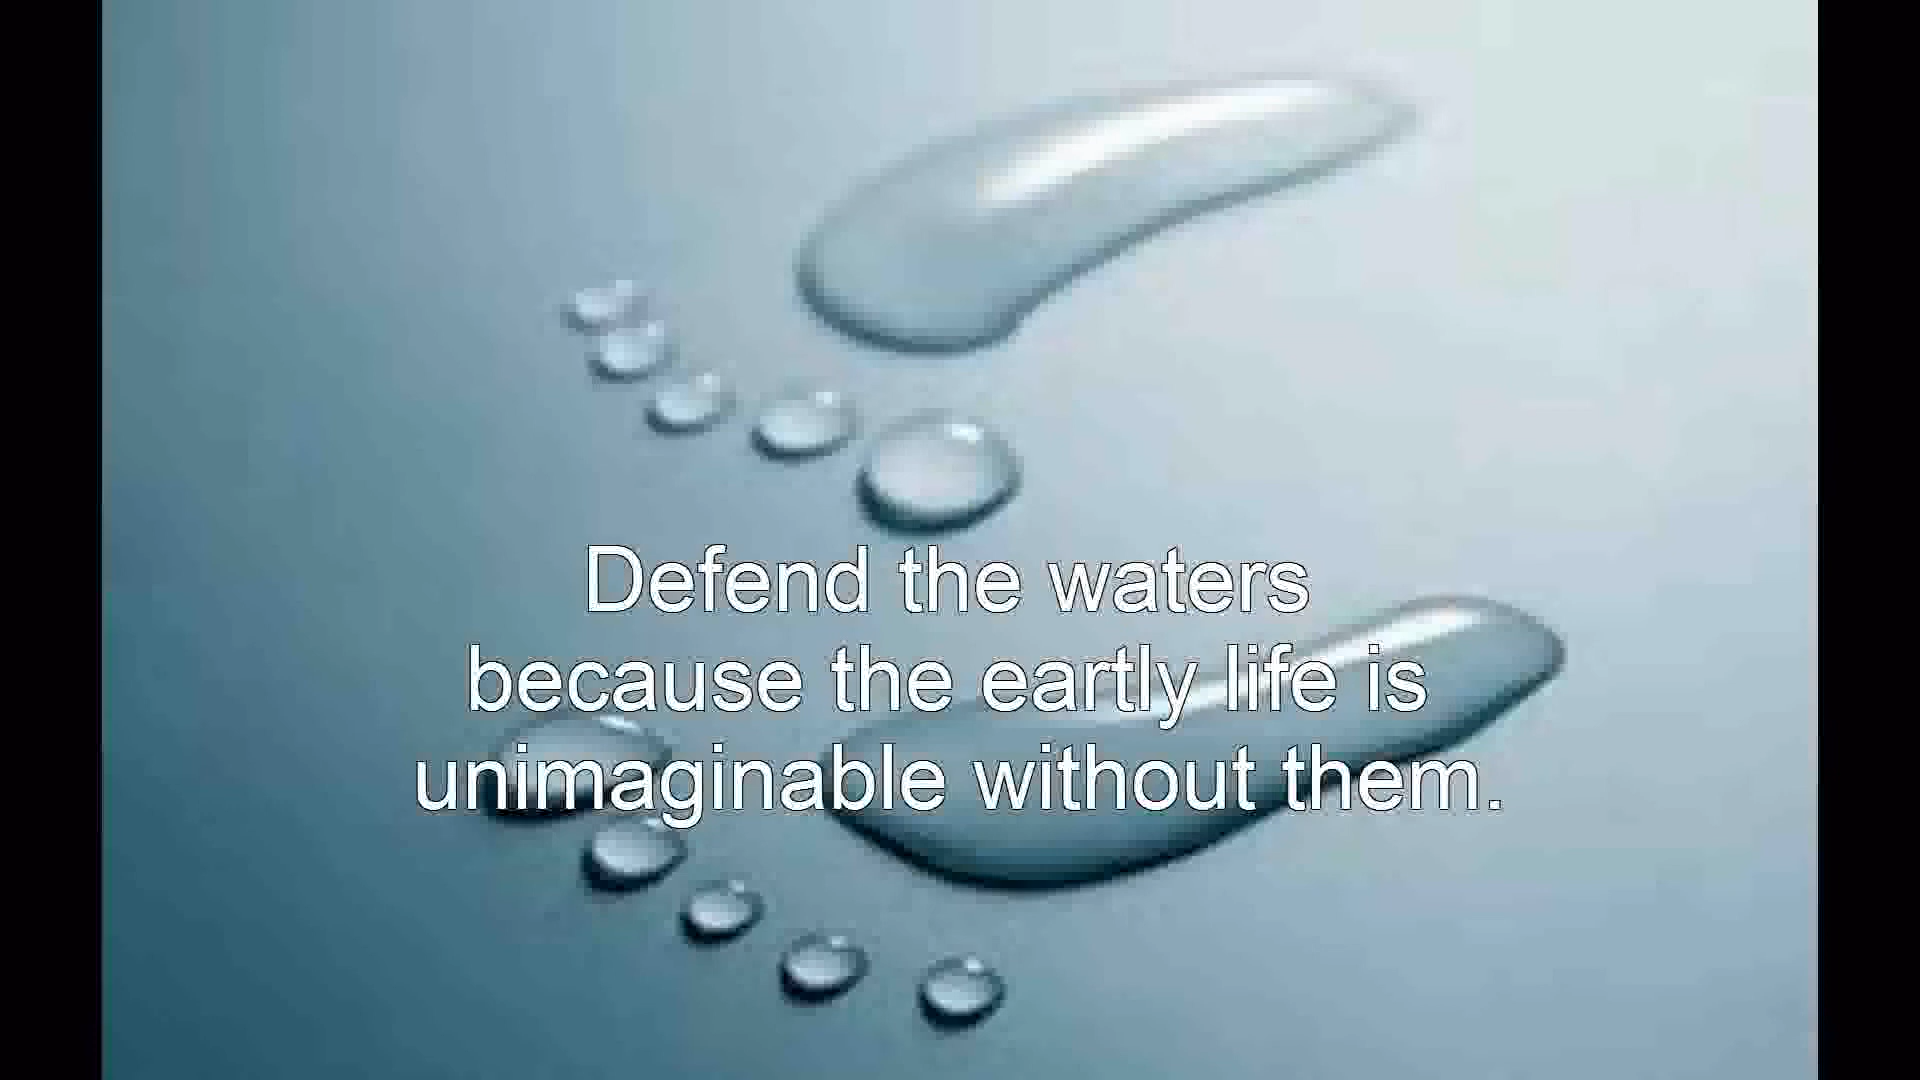 Defend the waters
because the eartly life is
unimaginable without them.